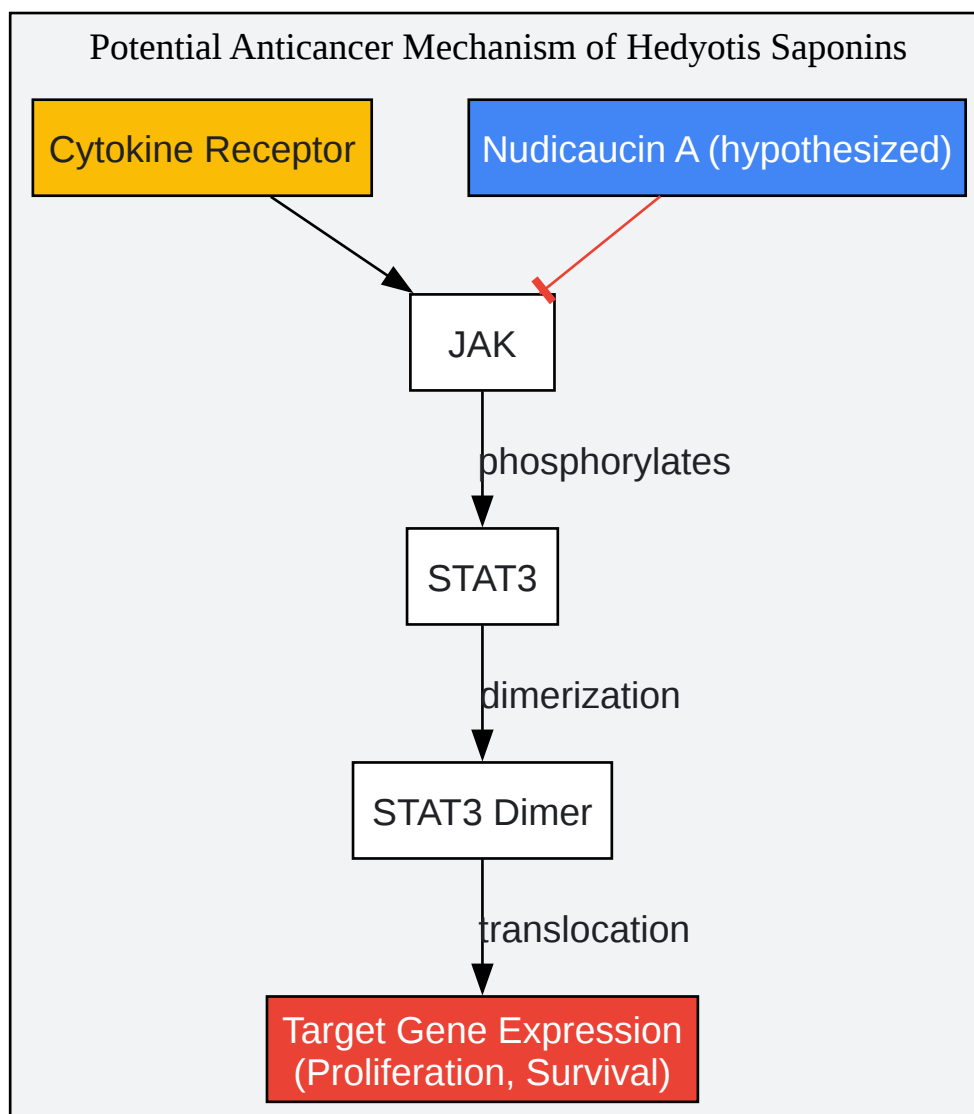 Potential Anticancer Mechanism of Hedyotis Saponins
Cytokine Receptor
Nudicaucin A (hypothesized)
JAK
phosphorylates
STAT3
dimerization
STAT3 Dimer
translocation
Target Gene Expression
(Proliferation, Survival)